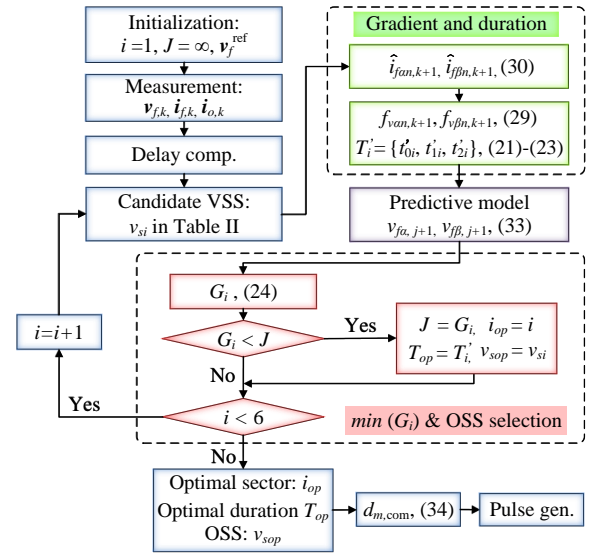 Initialization:
i =1, J = ∞, v_f^ref
Measurement:
v_f,k, i_f,k, i_o,k
Delay comp.
Candidate VSS:
v_si in Table II
i=i+1
Gradient and duration
î_fαn,k+1, î_fβn,k+1, (30)
f_vαn,k+1, f_vβn,k+1, (29)
T_i' = {t'_0i, t'_1i, t'_2i}, (21)-(23)
Predictive model
v_fα, j+1, v_fβ, j+1, (33)
G_i , (24)
G_i < J
Yes
J = G_i, i_op = i
T_op = T_i', v_sop = v_si
No
i < 6
Yes
min (G_i) & OSS selection
No
Optimal sector: i_op
Optimal duration T_op
OSS: v_sop
d_m,com, (34)
Pulse gen.